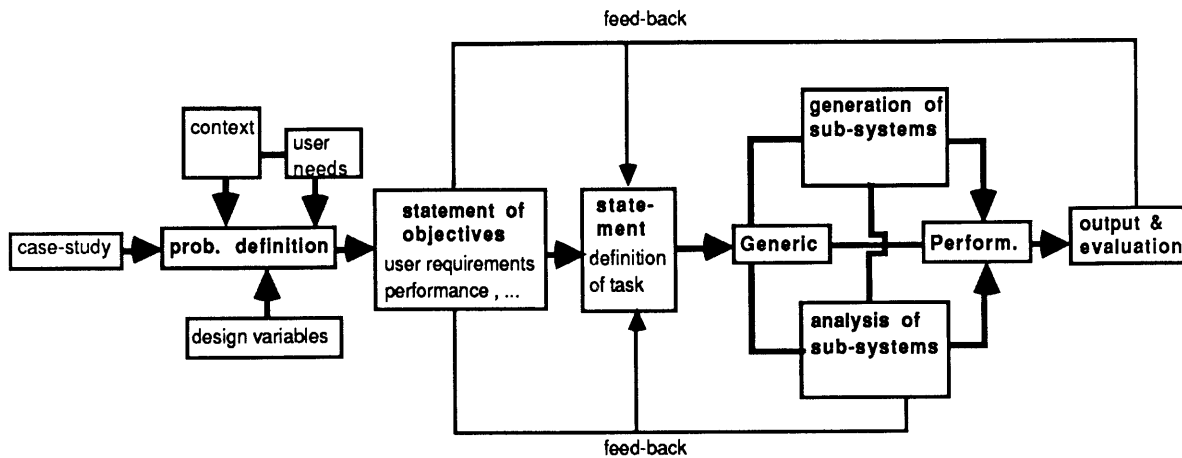 feed-back
context
user
needs
case-study
prob. definition
design variables
statement of
objectives
user requirements
performance , ...
state-
ment
definition
of task
Generic
generation of
sub-systems
analysis of
sub-systems
Perform.
output &
evaluation
feed-back